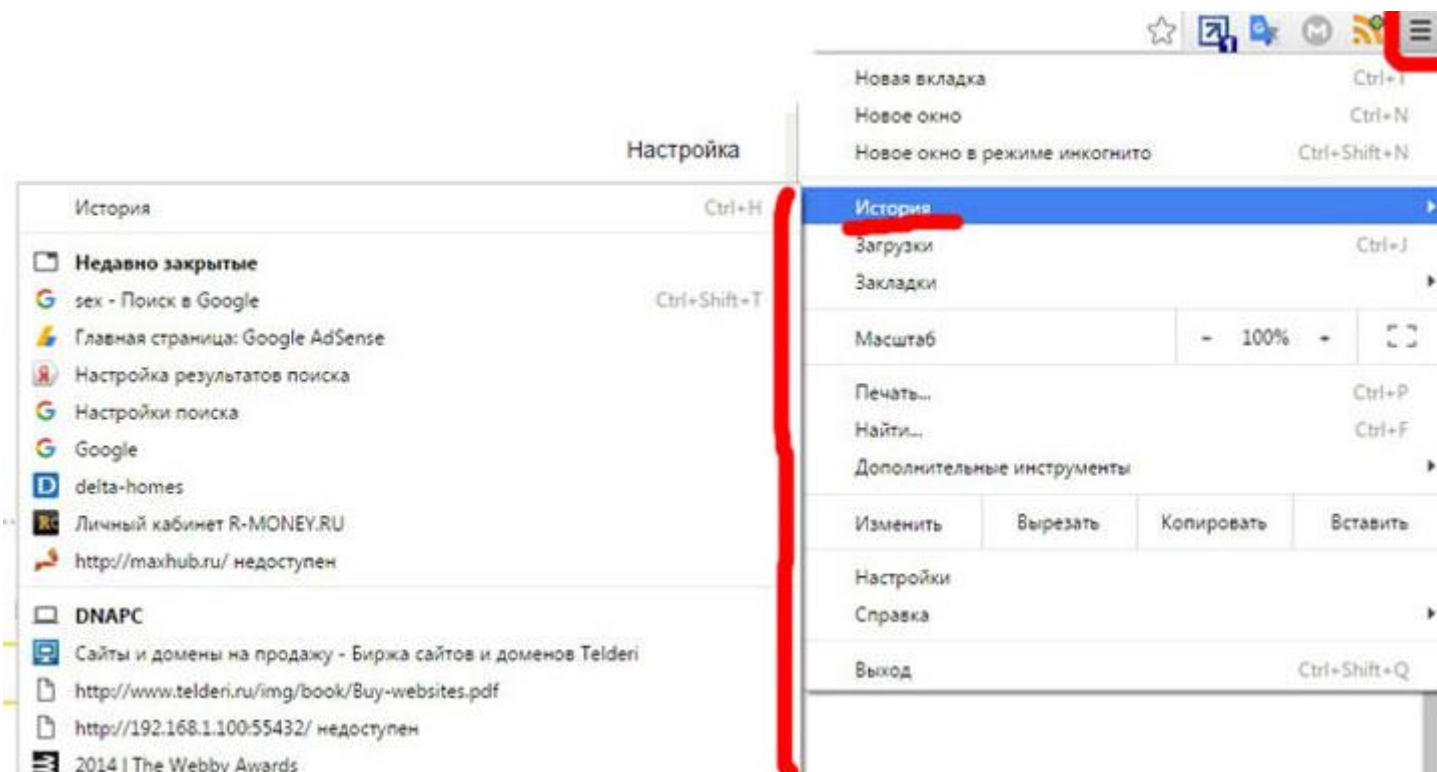 Новая вкладка Ctrl+T
Новое окно Ctrl+N
Новое окно в режиме инкогнито Ctrl+Shift+N
История
Загрузки Ctrl+J
Закладки
Масштаб - 100% +
Печать... Ctrl+P
Найти... Ctrl+F
Дополнительные инструменты
Изменить Вырезать Копировать Вставить
Настройки
Справка
Выход Ctrl+Shift+Q
Настройка
История Ctrl+H
Недавно закрытые
sex - Поиск в Google Ctrl+Shift+T
Главная страница: Google AdSense
Настройка результатов поиска
Настройки поиска
Google
delta-homes
Личный кабинет R-MONEY.RU
http://maxhub.ru/ недоступен
DNAPC
Сайты и домены на продажу - Биржа сайтов и доменов Telderi
http://www.telderi.ru/img/book/Buy-websites.pdf
http://192.168.1.100:55432/ недоступен
2014 | The Webby Awards